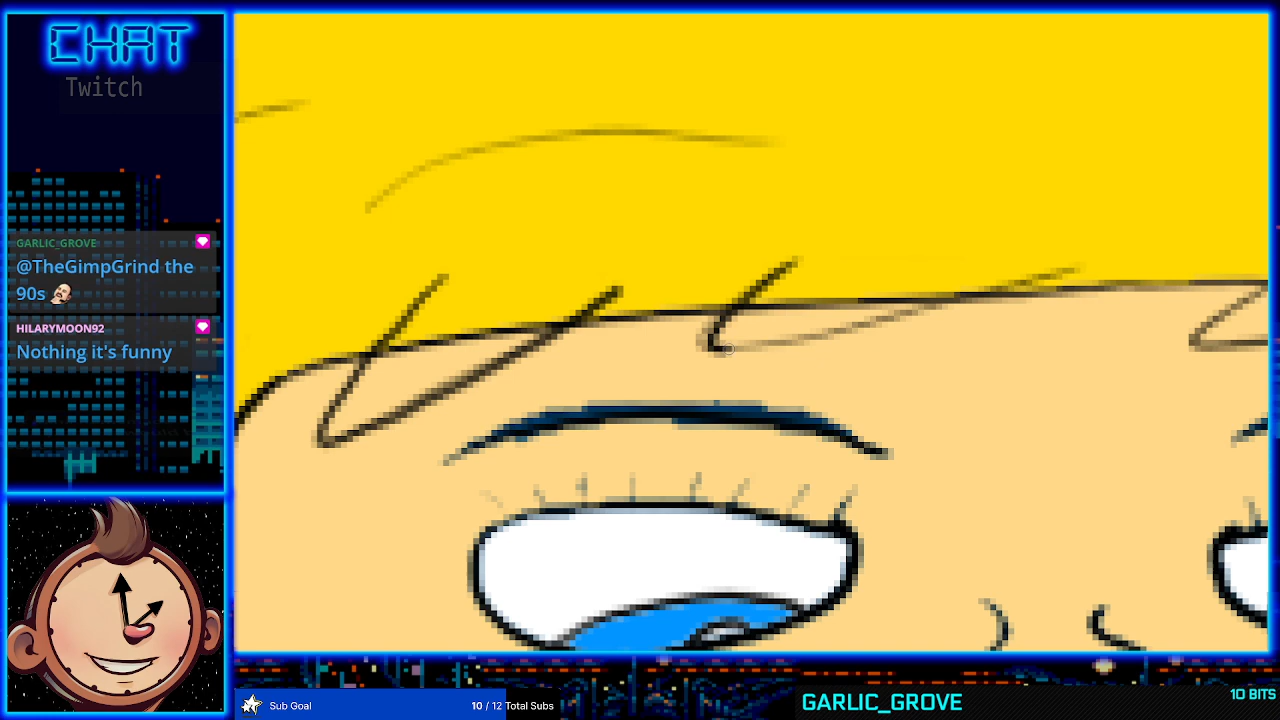 CHAT
Twitch
GARLIC_GROVE
@TheGimpGrind the
90s
HILARYMOON92
Nothing it's funny
Sub Goal
10 / 12 Total Subs
GARLIC_GROVE
10 BITS